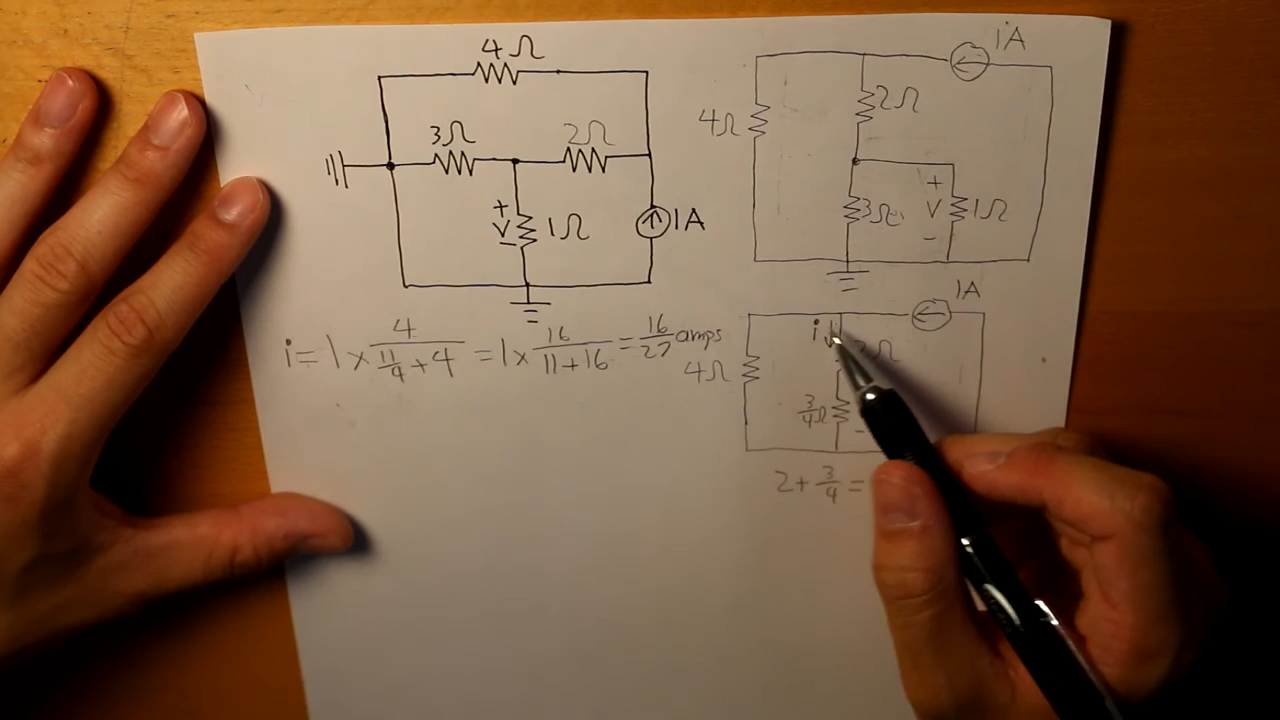 4Ω
3Ω
2Ω
+
V
-
1Ω
1A
1A
4Ω
2Ω
3Ω
+
V
-
1Ω
i = 1 × 4/(11/4 + 4) = 1 × 16/(11+16) = 16/27 amps
1A
i
4Ω
Ω
3/4Ω
-
2 + 3/4 =